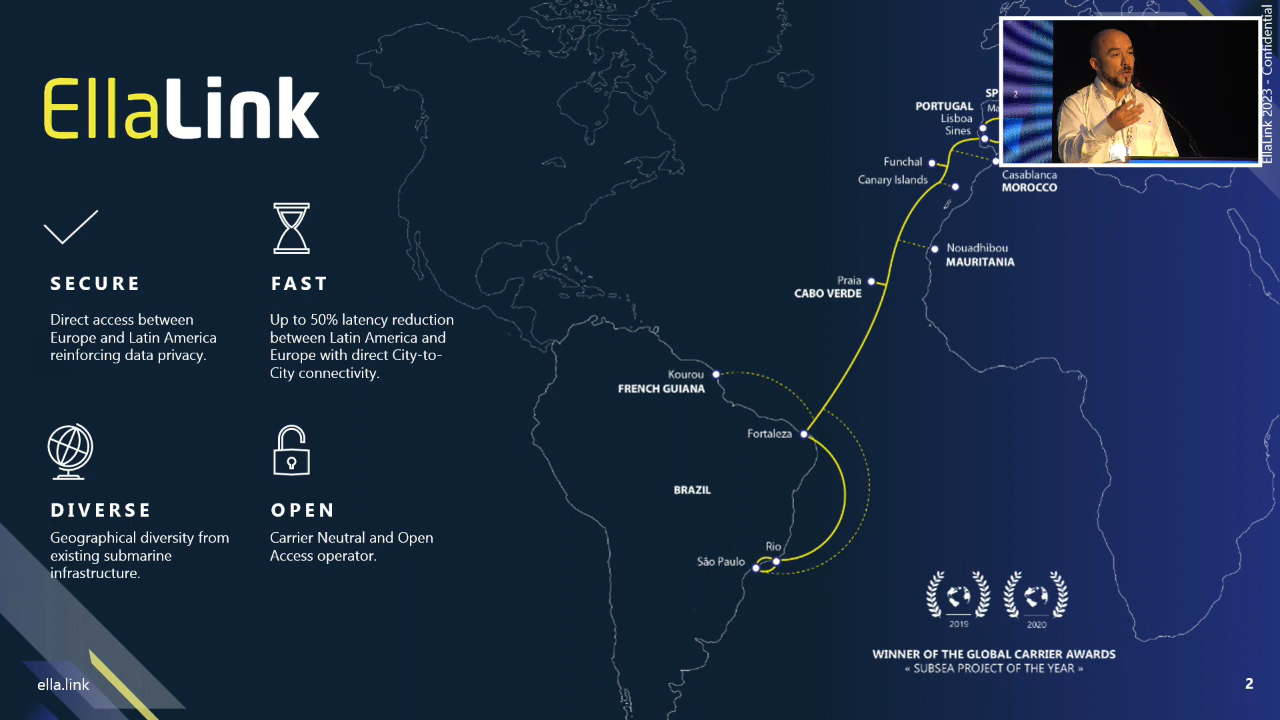 EllaLink
SECURE
Direct access between
Europe and Latin America
reinforcing data privacy.
FAST
Up to 50% latency reduction
between Latin America and
Europe with direct City-to-
City connectivity.
DIVERSE
Geographical diversity from
existing submarine
infrastructure.
OPEN
Carrier Neutral and Open
Access operator.
ella.link
PORTUGAL
Lisboa
Sines
Funchal
Canary Islands
Casablanca
MOROCCO
Nouadhibou
MAURITANIA
Praia
CABO VERDE
Kourou
FRENCH GUIANA
Fortaleza
BRAZIL
Rio
São Paulo
2019
2020
WINNER OF THE GLOBAL CARRIER AWARDS
« SUBSEA PROJECT OF THE YEAR »
2
2
EllaLink 2023 - Confidential